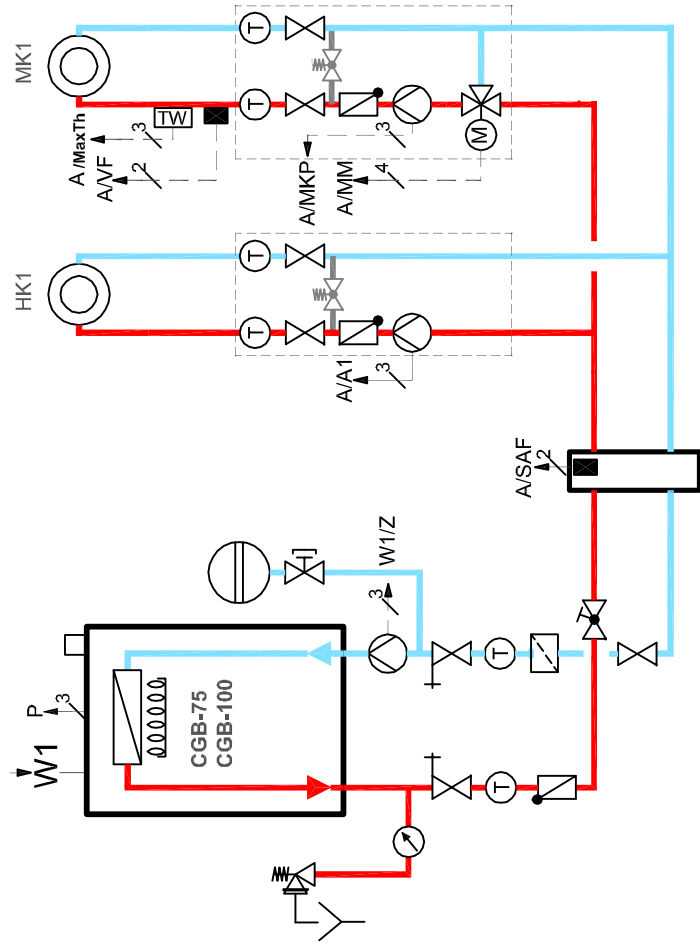 MK1
T
T
TW
A/MaxTh
3
A/VF
2
A/MKP
3
A/MM
4
M
HK1
T
T
A/A1
3
A/SAF
2
W1/Z
3
P
3
W1
CGB-75
CGB-100
T
T